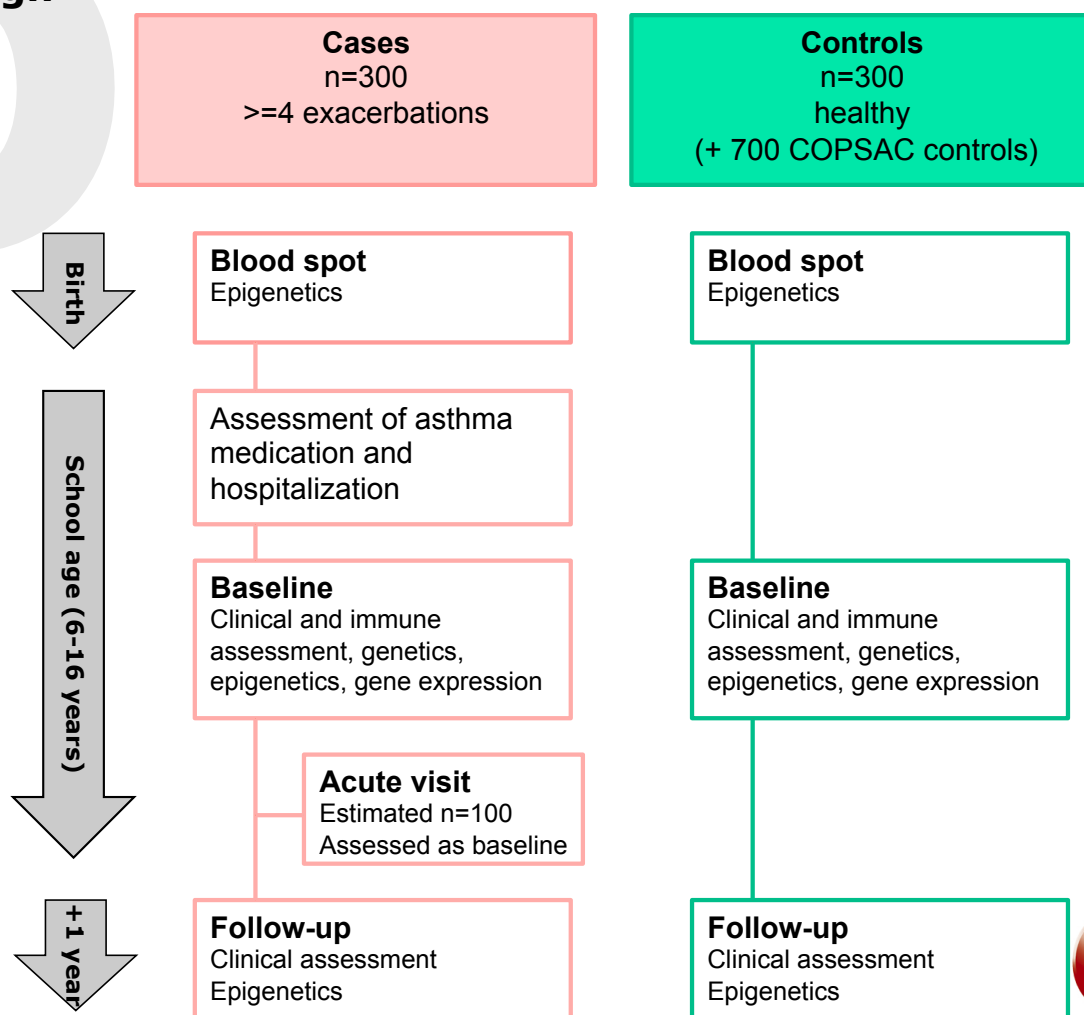 Cases
n=300
>=4 exacerbations
Controls
n=300
healthy
(+ 700 COPSAC controls)
Birth
Blood spot
Epigenetics
Blood spot
Epigenetics
School age (6-16 years)
Assessment of asthma
medication and
hospitalization
Baseline
Clinical and immune
assessment, genetics,
epigenetics, gene expression
Baseline
Clinical and immune
assessment, genetics,
epigenetics, gene expression
Acute visit
Estimated n=100
Assessed as baseline
+1 year
Follow-up
Clinical assessment
Epigenetics
Follow-up
Clinical assessment
Epigenetics